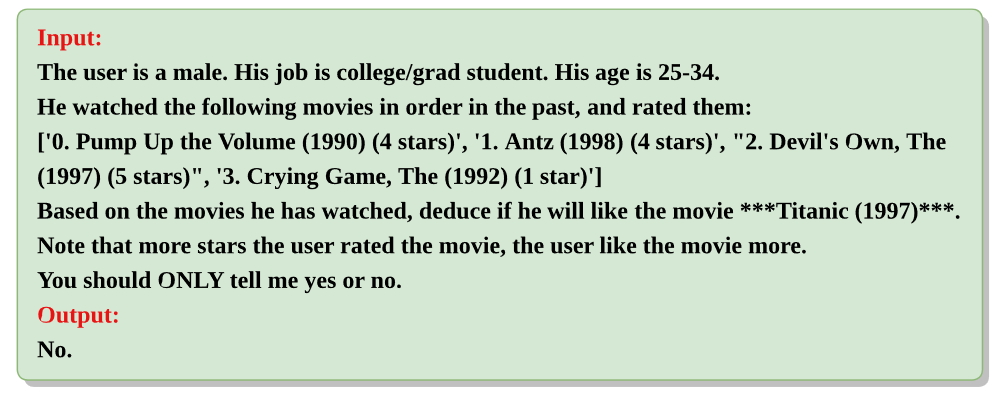 Input:
The user is a male. His job is college/grad student. His age is 25-34.
He watched the following movies in order in the past, and rated them:
['0. Pump Up the Volume (1990) (4 stars)', '1. Antz (1998) (4 stars)', "2. Devil's Own, The
(1997) (5 stars)", '3. Crying Game, The (1992) (1 star)']
Based on the movies he has watched, deduce if he will like the movie ***Titanic (1997)***.
Note that more stars the user rated the movie, the user like the movie more.
You should ONLY tell me yes or no.
Output:
No.